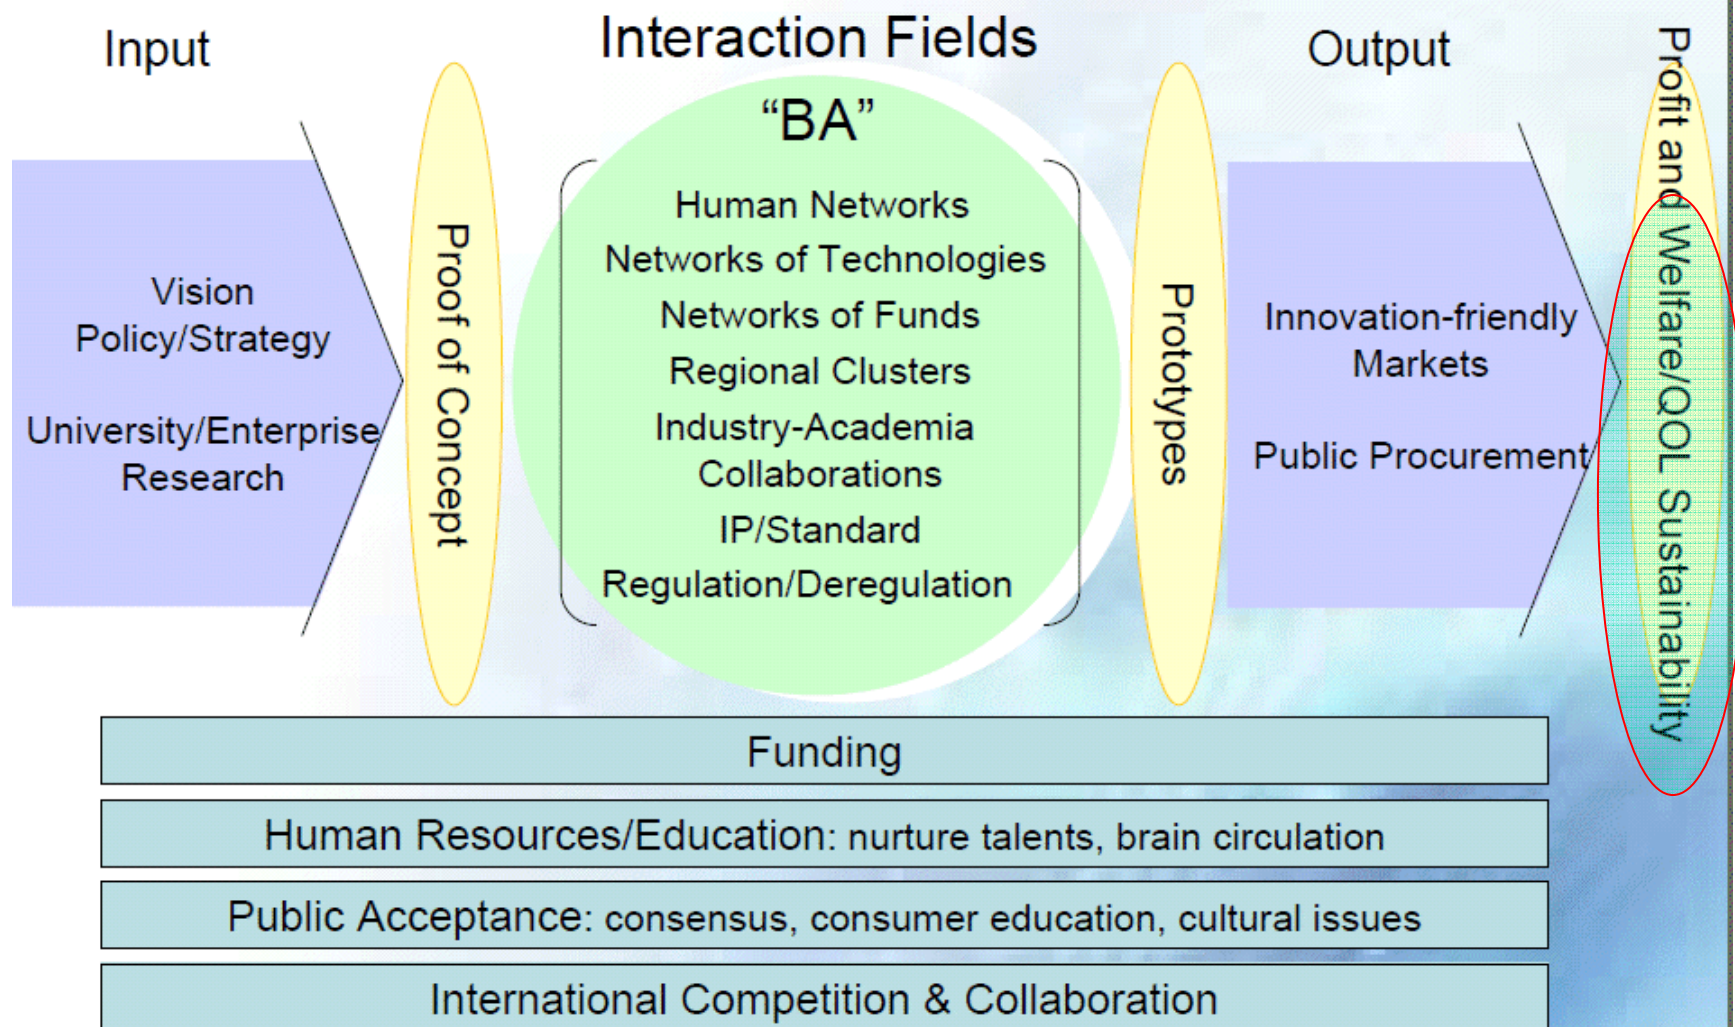 Input
Interaction Fields
Output
Vision
Policy/Strategy
University/Enterprise
Research
Proof of Concept
“BA”
Human Networks
Networks of Technologies
Networks of Funds
Regional Clusters
Industry-Academia
Collaborations
IP/Standard
Regulation/Deregulation
Prototypes
Innovation-friendly
Markets
Public Procurement
Profit and Welfare/QOL Sustainability
Funding
Human Resources/Education: nurture talents, brain circulation
Public Acceptance: consensus, consumer education, cultural issues
International Competition & Collaboration